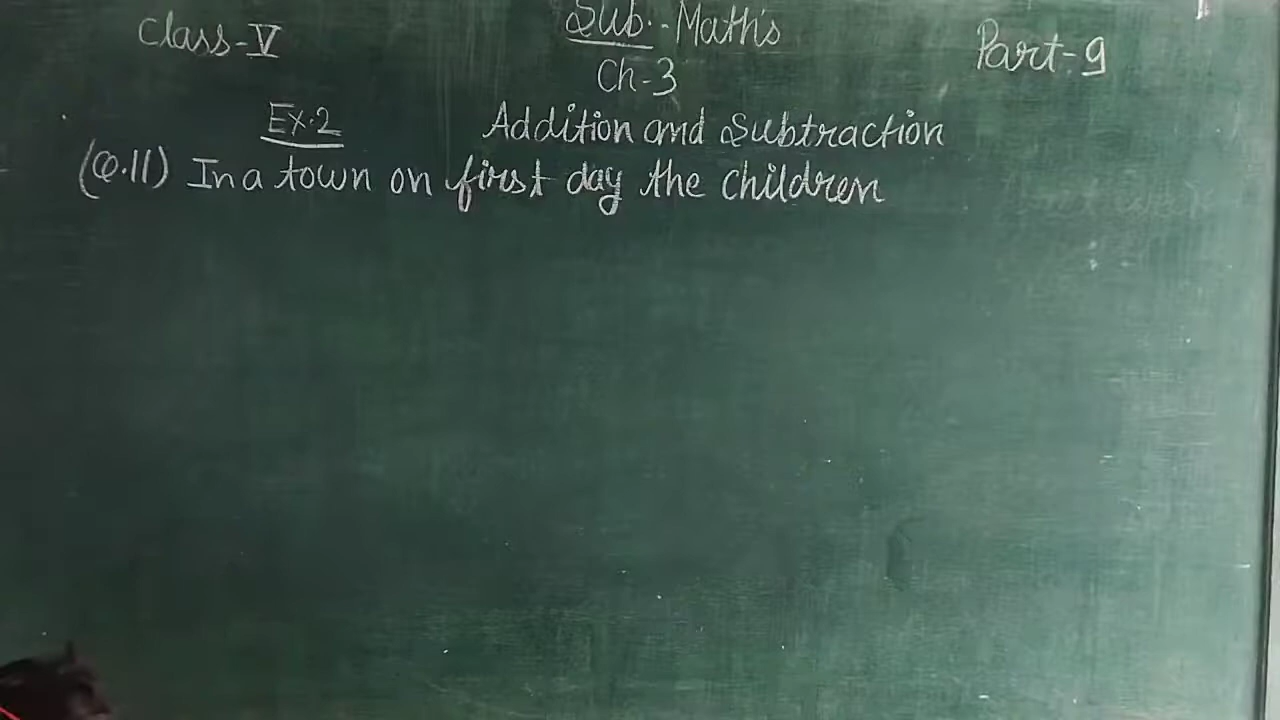 Class-V Sub.-Math's Part-9
Ch-3
Ex.2 Addition and Subtraction
(Q.11) In a town on first day the children